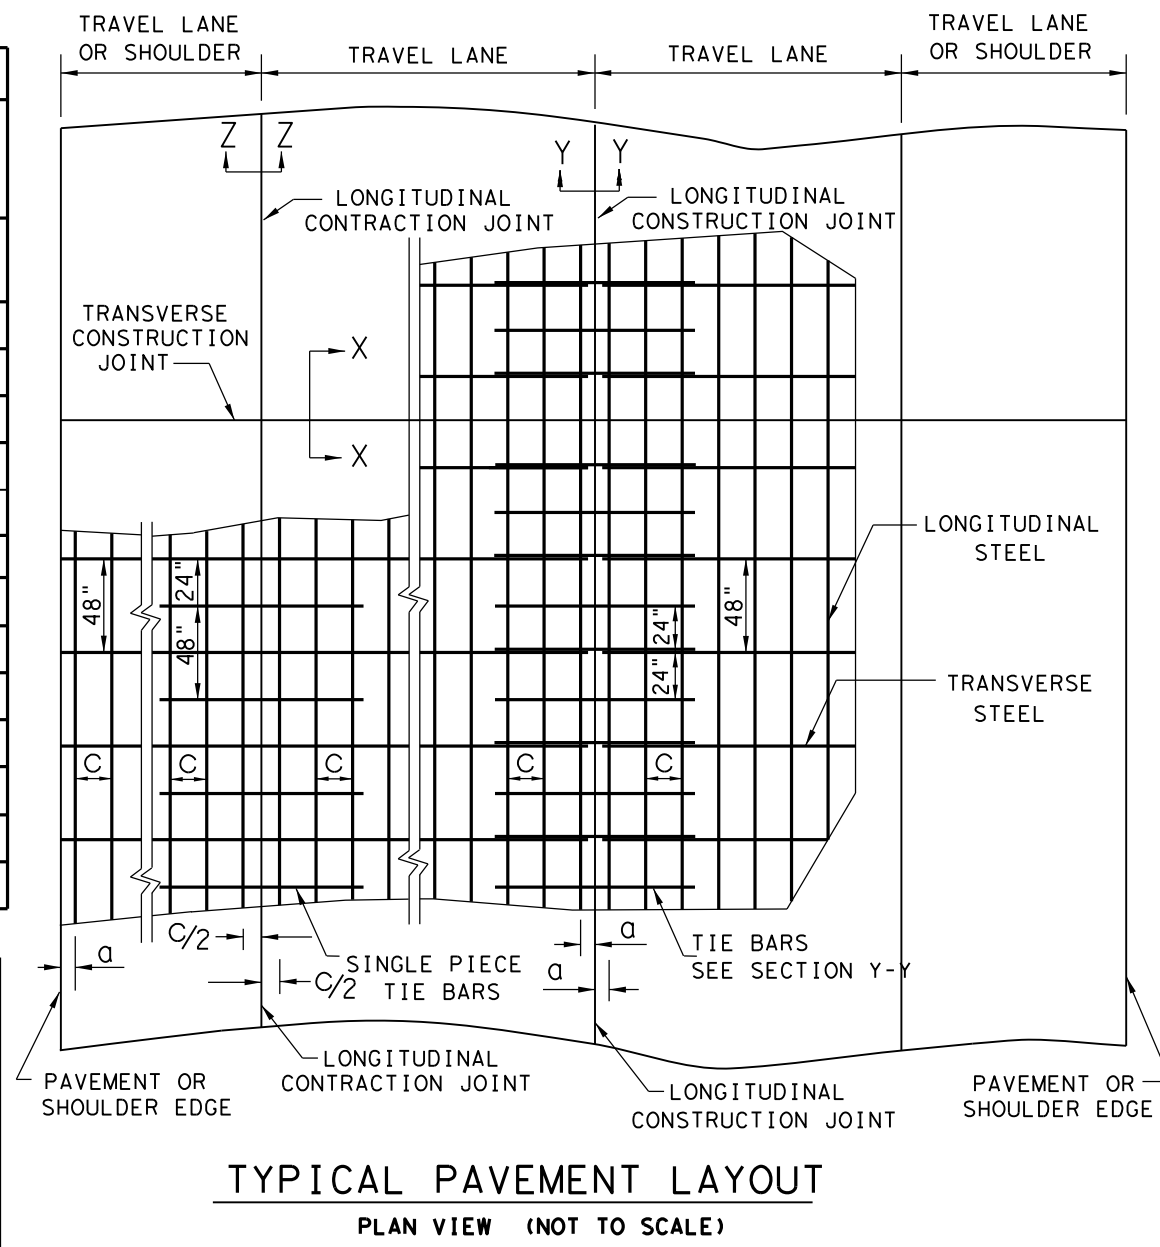 TRAVEL LANE
OR SHOULDER
TRAVEL LANE
TRAVEL LANE
TRAVEL LANE
OR SHOULDER
Z Z
Y Y
LONGITUDINAL
CONTRACTION JOINT
LONGITUDINAL
CONSTRUCTION JOINT
TRANSVERSE
CONSTRUCTION
JOINT
X
X
LONGITUDINAL
STEEL
48"
24"
48"
24"
24"
48"
TRANSVERSE
STEEL
C
C
C
C
C
C/2
a
C/2
SINGLE PIECE
TIE BARS
a
a
TIE BARS
SEE SECTION Y-Y
LONGITUDINAL
CONTRACTION JOINT
LONGITUDINAL
CONSTRUCTION JOINT
PAVEMENT OR
SHOULDER EDGE
PAVEMENT OR
SHOULDER EDGE
TYPICAL PAVEMENT LAYOUT
PLAN VIEW (NOT TO SCALE)